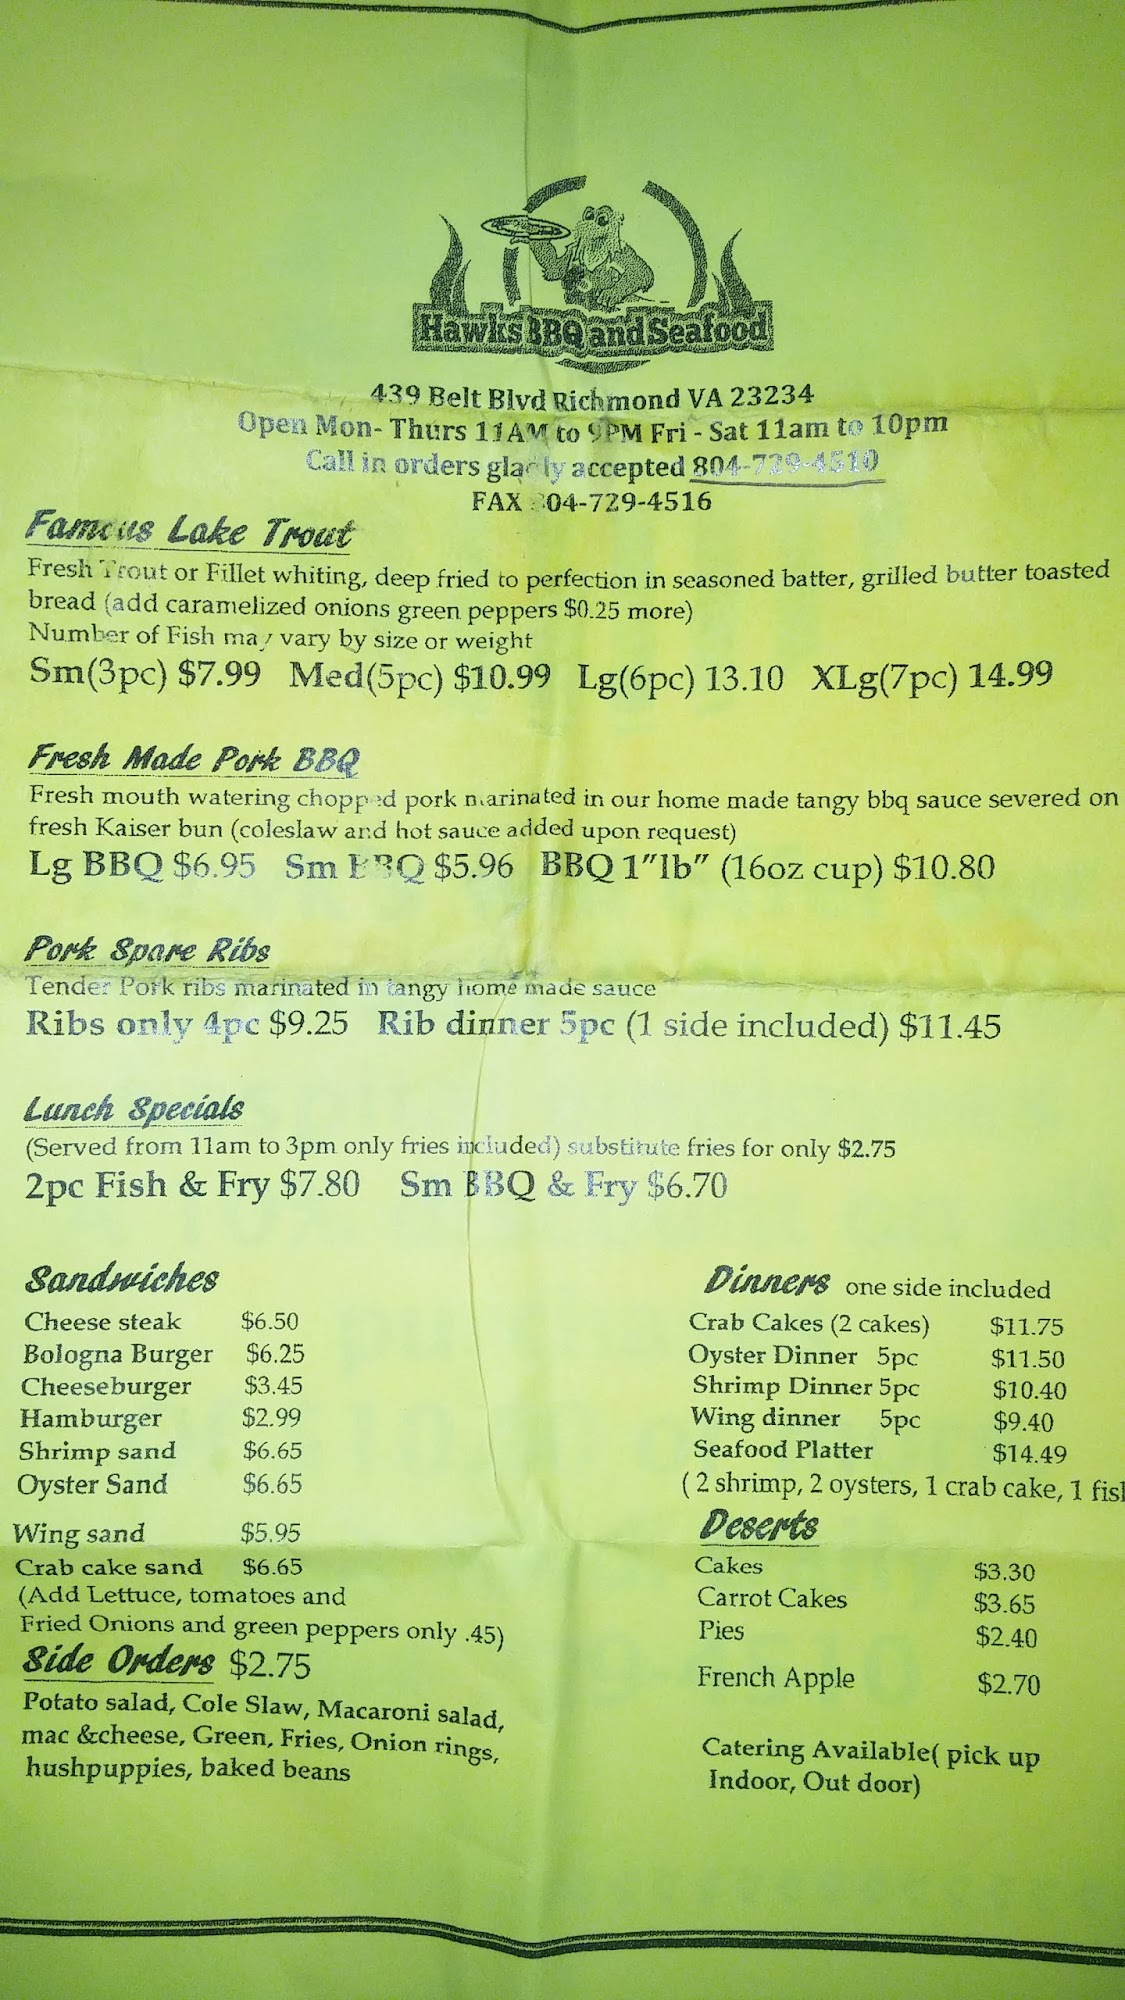 Hawks BBQ and Seafood
439 Belt Blvd Richmond VA 23234
Open Mon- Thurs 11AM to 9PM Fri - Sat 11am to 10pm
Call in orders gladly accepted 804-729-4510
FAX 804-729-4516
Famous Lake Trout
Fresh Trout or Fillet whiting, deep fried to perfection in seasoned batter, grilled butter toasted
bread (add caramelized onions green peppers $0.25 more)
Number of Fish may vary by size or weight
Sm(3pc) $7.99 Med(5pc) $10.99 Lg(6pc) 13.10 XLg(7pc) 14.99
Fresh Made Pork BBQ
Fresh mouth watering chopped pork marinated in our home made tangy bbq sauce severed on
fresh Kaiser bun (coleslaw and hot sauce added upon request)
Lg BBQ $6.95 Sm BBQ $5.96 BBQ 1"lb" (16oz cup) $10.80
Pork Spare Ribs
Tender Pork ribs marinated in tangy home made sauce
Ribs only 4pc $9.25 Rib dinner 5pc (1 side included) $11.45
Lunch Specials
(Served from 11am to 3pm only fries included) substitute fries for only $2.75
2pc Fish & Fry $7.80 Sm BBQ & Fry $6.70
Sandwiches
Cheese steak $6.50
Bologna Burger $6.25
Cheeseburger $3.45
Hamburger $2.99
Shrimp sand $6.65
Oyster Sand $6.65
Wing sand $5.95
Crab cake sand $6.65
(Add Lettuce, tomatoes and
Fried Onions and green peppers only .45)
Side Orders $2.75
Potato salad, Cole Slaw, Macaroni salad,
mac &cheese, Green, Fries, Onion rings,
hushpuppies, baked beans
Dinners one side included
Crab Cakes (2 cakes) $11.75
Oyster Dinner 5pc $11.50
Shrimp Dinner 5pc $10.40
Wing dinner 5pc $9.40
Seafood Platter $14.49
( 2 shrimp, 2 oysters, 1 crab cake, 1 fish
Deserts
Cakes $3.30
Carrot Cakes $3.65
Pies $2.40
French Apple $2.70
Catering Available( pick up
Indoor, Out door)